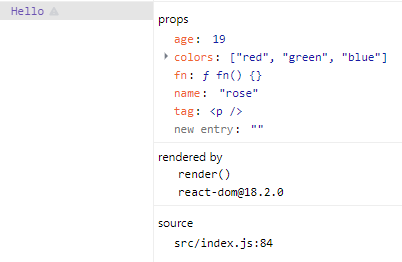 Hello
props
age: 19
colors: ["red", "green", "blue"]
fn: ƒ fn() {}
name: "rose"
tag: <p />
new entry: ""
rendered by
render()
react-dom@18.2.0
source
src/index.js:84